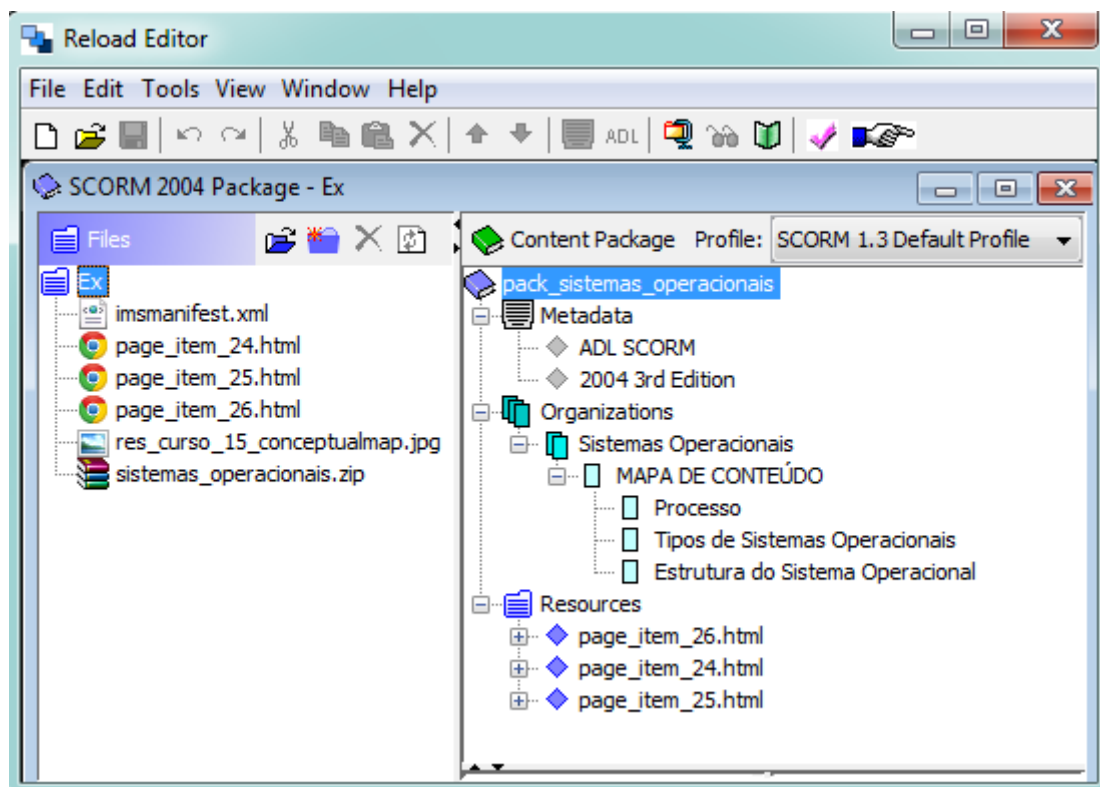 Reload Editor
File Edit Tools View Window Help
ADL
SCORM 2004 Package - Ex
Files
Content Package Profile: SCORM 1.3 Default Profile
Ex
imsmanifest.xml
page_item_24.html
page_item_25.html
page_item_26.html
res_curso_15_conceptualmap.jpg
sistemas_operacionais.zip
pack_sistemas_operacionais
Metadata
ADL SCORM
2004 3rd Edition
Organizations
Sistemas Operacionais
MAPA DE CONTEÚDO
Processo
Tipos de Sistemas Operacionais
Estrutura do Sistema Operacional
Resources
page_item_26.html
page_item_24.html
page_item_25.html